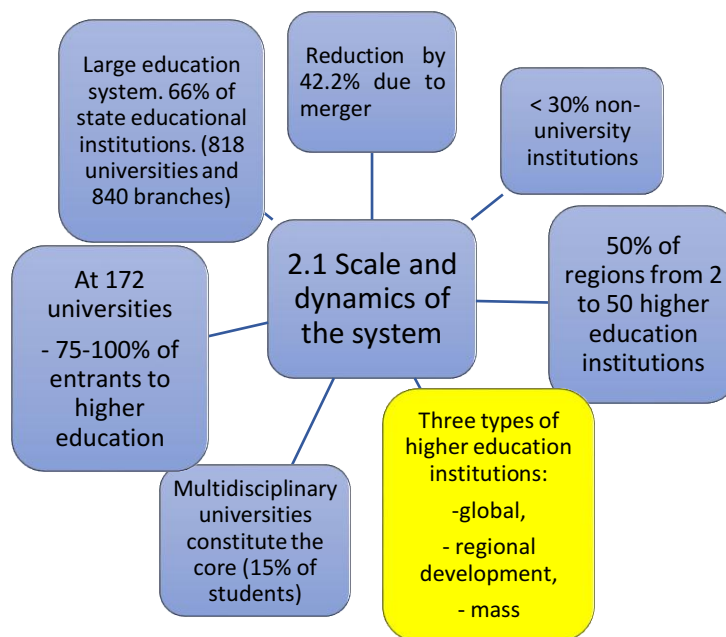 Large education
system. 66% of
state educational
institutions. (818
universities and
840 branches)
Reduction by
42.2% due to
merger
< 30% non-
university
institutions
2.1 Scale and
dynamics of
the system
50% of
regions from 2
to 50 higher
education
institutions
At 172
universities
- 75-100% of
entrants to
higher
education
Three types of
higher education
institutions:
-global,
- regional
development,
- mass
Multidisciplinary
universities
constitute the
core (15% of
students)